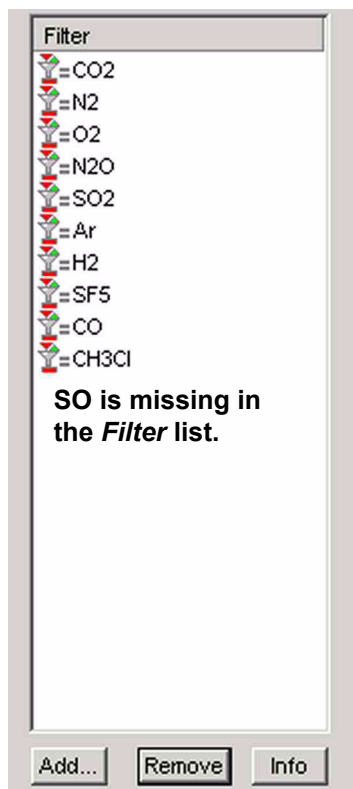 Filter
=CO2
=N2
=O2
=N2O
=SO2
=Ar
=H2
=SF5
=CO
=CH3Cl
SO is missing in
the Filter list.
Add... Remove Info